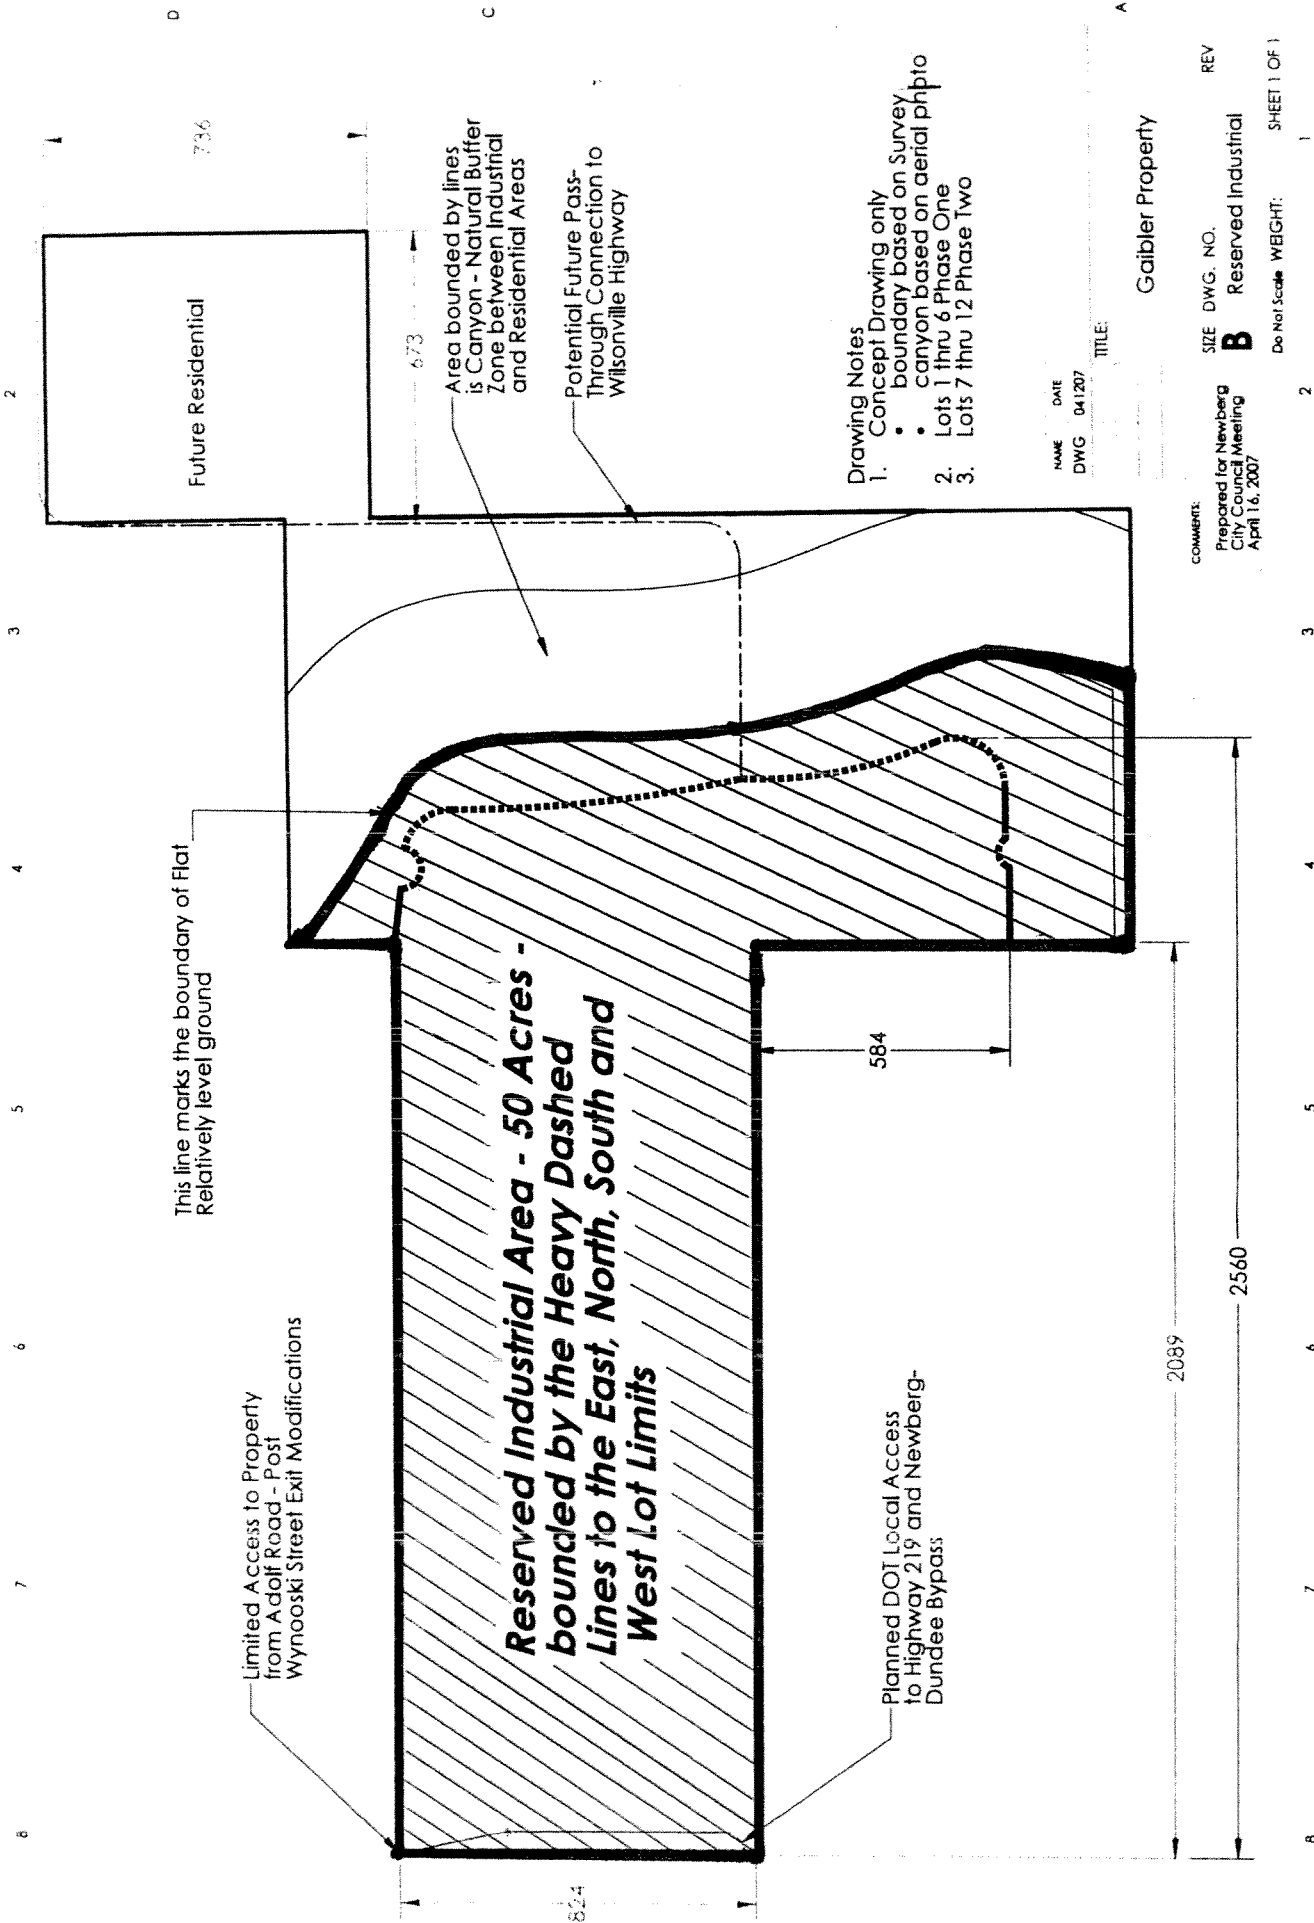 8
7
6
5
4
3
2
D
C
A
Limited Access to Property
from Adolf Road - Post
Wynooski Street Exit Modifications
This line marks the boundary of Flat
Relatively level ground
Future Residential
736
673
Area bounded by lines
is Canyon - Natural Buffer
Zone between Industrial
and Residential Areas
Potential Future Pass-
Through Connection to
Wilsonville Highway
Reserved Industrial Area - 50 Acres -
bounded by the Heavy Dashed
Lines to the East, North, South and
West Lot Limits
824
584
Planned DOT Local Access
to Highway 219 and Newberg-
Dundee Bypass
2089
2560
Drawing Notes
1. Concept Drawing only
• boundary based on Survey
• canyon based on aerial photo
2. Lots 1 thru 6 Phase One
3. Lots 7 thru 12 Phase Two
NAME DATE
DWG 041207
TITLE:
Gaibler Property
COMMENTS:
Prepared for Newberg
City Council Meeting
April 16, 2007
SIZE DWG. NO. REV
B Reserved Industrial
Do Not Scale WEIGHT: SHEET 1 OF 1
8
7
6
5
4
3
2
1